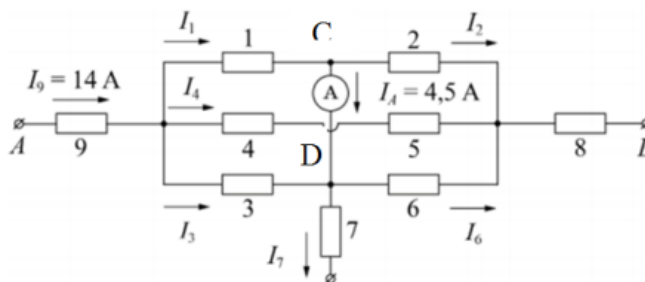 I₁ 1 C 2 I₂
I₉ = 14 A I₄ A I_A = 4,5 A
A 9 4 D 5 8
I₃ 3 I₇ 7 6 I₆